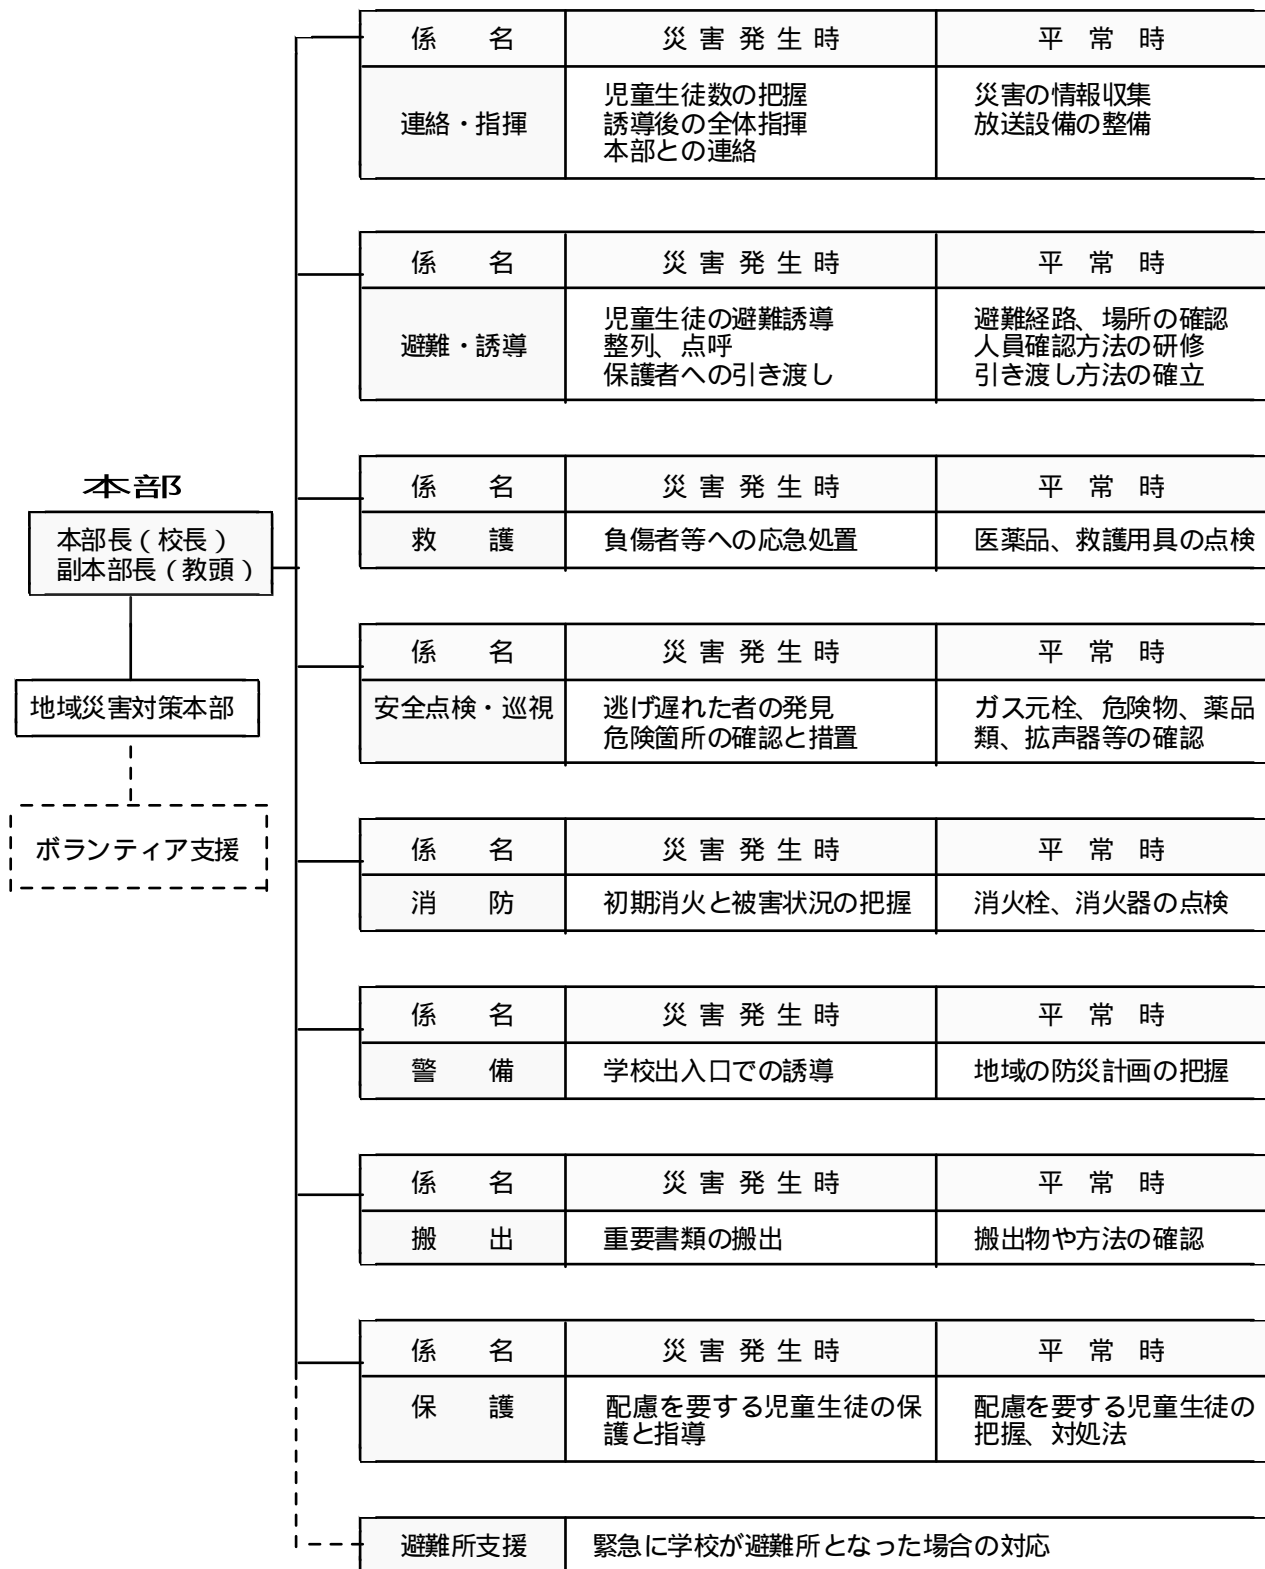 係 名 災害発生時 平常時
連絡・指揮
児童生徒数の把握
誘導後の全体指揮
本部との連絡
災害の情報収集
放送設備の整備
係 名 災害発生時 平常時
避難・誘導
児童生徒の避難誘導
整列、点呼
保護者への引き渡し
避難経路、場所の確認
人員確認方法の研修
引き渡し方法の確立
本部
本部長(校長)
副本部長(教頭)
地域災害対策本部
ボランティア支援
係 名 災害発生時 平常時
救 護 負傷者等への応急処置 医薬品、救護用具の点検
係 名 災害発生時 平常時
安全点検・巡視
逃げ遅れた者の発見
危険箇所の確認と措置
ガス元栓、危険物、薬品
類、拡声器等の確認
係 名 災害発生時 平常時
消 防 初期消火と被害状況の把握 消火栓、消火器の点検
係 名 災害発生時 平常時
警 備 学校出入口での誘導 地域の防災計画の把握
係 名 災害発生時 平常時
搬 出 重要書類の搬出 搬出物や方法の確認
係 名 災害発生時 平常時
保 護
配慮を要する児童生徒の保
護と指導
配慮を要する児童生徒の
把握、対処法
避難所支援 緊急に学校が避難所となった場合の対応